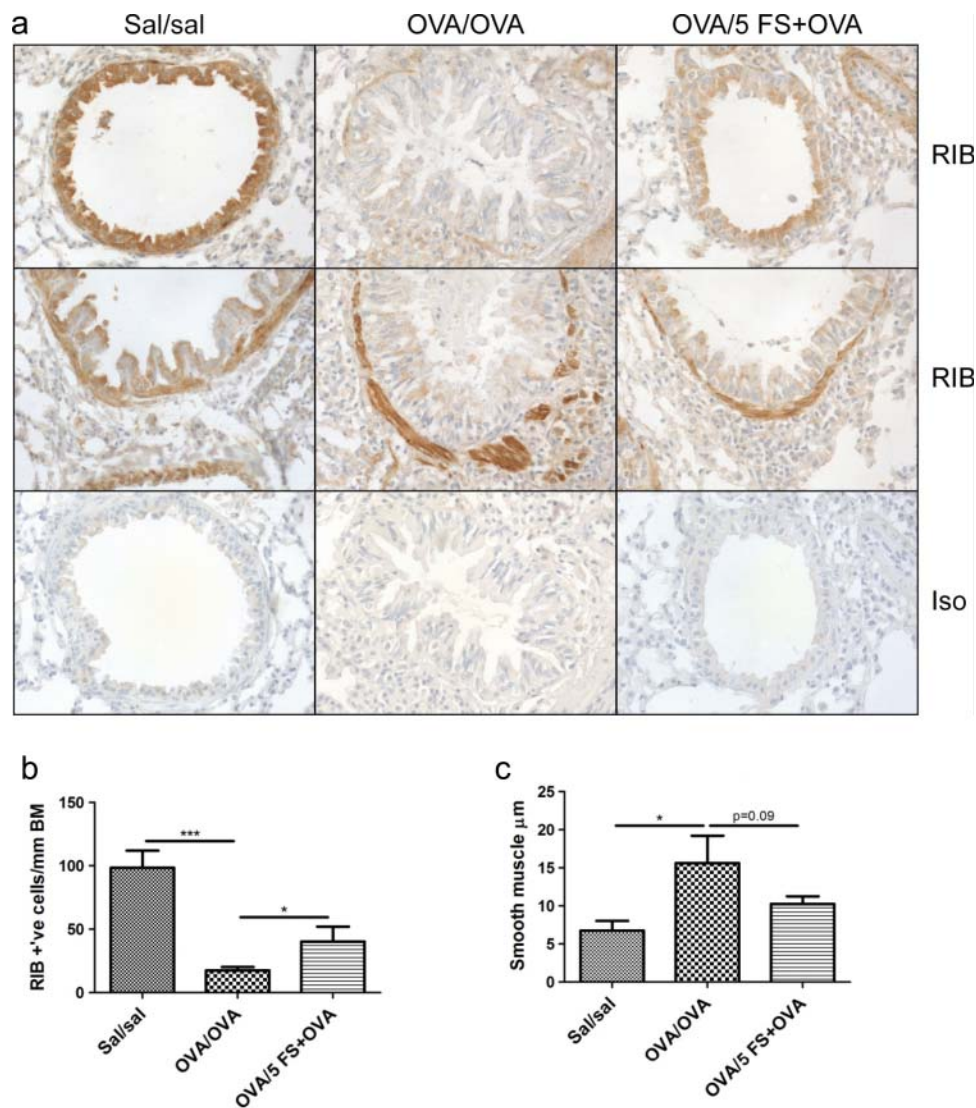 a
Sal/sal OVA/OVA OVA/5 FS+OVA
RIB
RIB
Iso
b
RIB +'ve cells/mm BM
150
100
50
0
***
*
Sal/sal
OVA/OVA
OVA/5 FS+OVA
c
Smooth muscle μm
25
20
15
10
5
0
*
p=0.09
Sal/sal
OVA/OVA
OVA/5 FS+OVA